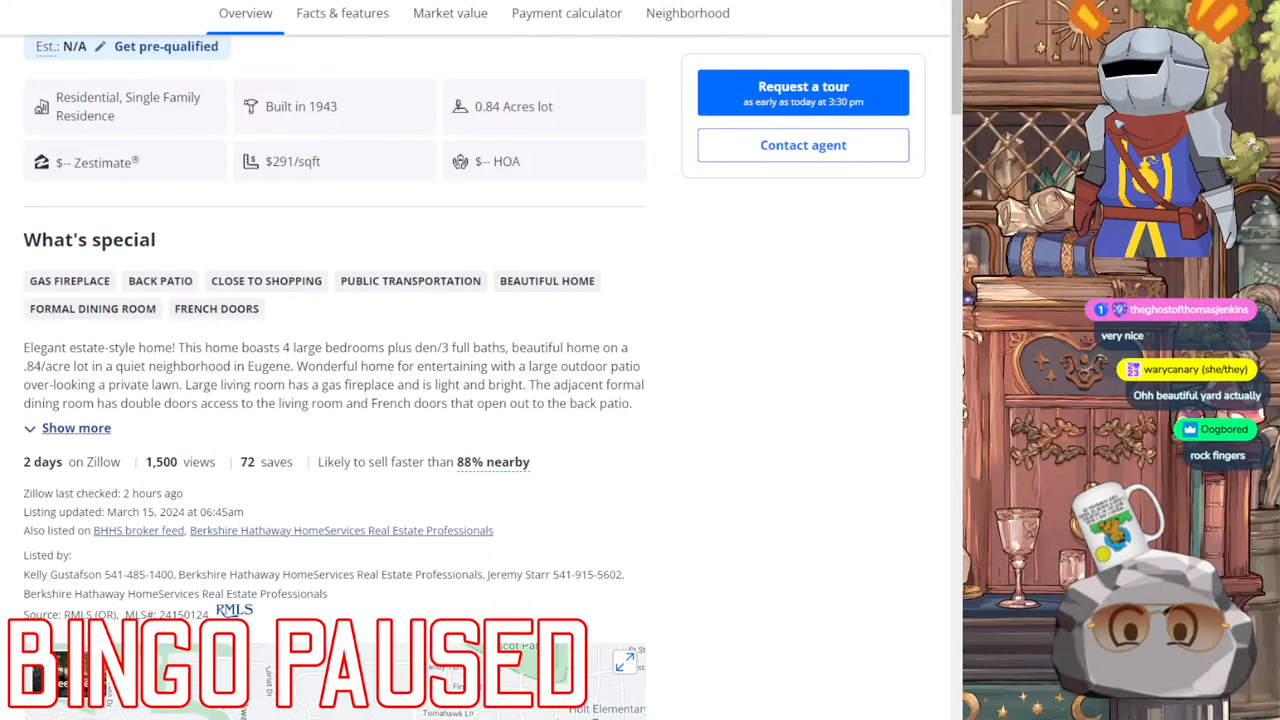 Overview Facts & features Market value Payment calculator Neighborhood
Est.: N/A Get pre-qualified
Residential, Single Family
Residence
Built in 1943
0.84 Acres lot
$-- Zestimate®
$291/sqft
$-- HOA
Request a tour
as early as today at 3:30 pm
Contact agent
What's special
GAS FIREPLACE BACK PATIO CLOSE TO SHOPPING PUBLIC TRANSPORTATION BEAUTIFUL HOME
FORMAL DINING ROOM FRENCH DOORS
Elegant estate-style home! This home boasts 4 large bedrooms plus den/3 full baths, beautiful home on a
.84/acre lot in a quiet neighborhood in Eugene. Wonderful home for entertaining with a large outdoor patio
over-looking a private lawn. Large living room has a gas fireplace and is light and bright. The adjacent formal
dining room has double doors access to the living room and French doors that open out to the back patio.
Show more
2 days on Zillow 1,500 views 72 saves Likely to sell faster than 88% nearby
Zillow last checked: 2 hours ago
Listing updated: March 15, 2024 at 06:45am
Also listed on BHHS broker feed, Berkshire Hathaway HomeServices Real Estate Professionals
Listed by:
Kelly Gustafson 541-485-1400, Berkshire Hathaway HomeServices Real Estate Professionals, Jeremy Starr 541-915-5602,
Berkshire Hathaway HomeServices Real Estate Professionals
Source: RMLS (OR), MLS#: 24150124 RMLS
BINGO PAUSED
Tomahawk Ln
Holt Elementary
theghostofthomasjenkins
very nice
warycanary (she/they)
Ohh beautiful yard actually
Oogbored
rock fingers